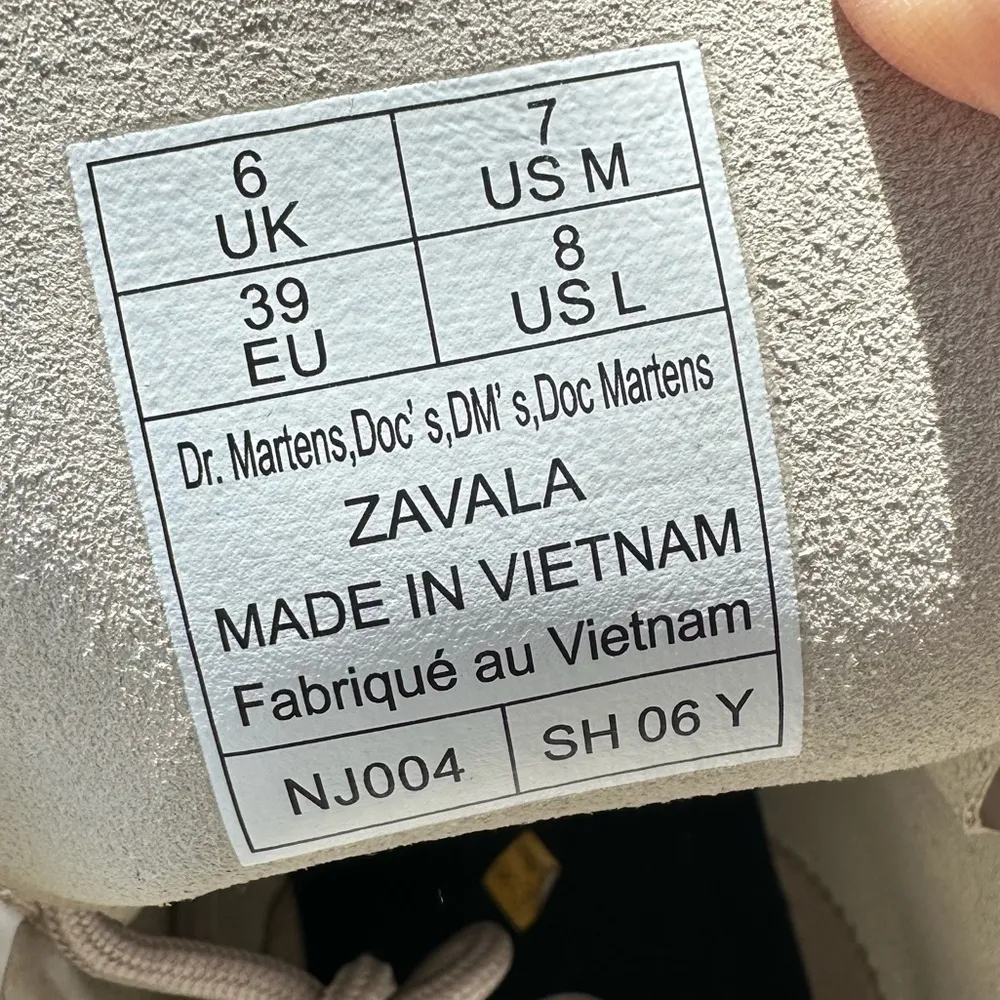 6
UK
7
US M
39
EU
8
US L
Dr. Martens,Doc's,DM's,Doc Martens
ZAVALA
MADE IN VIETNAM
Fabriqué au Vietnam
NJ004
SH 06 Y